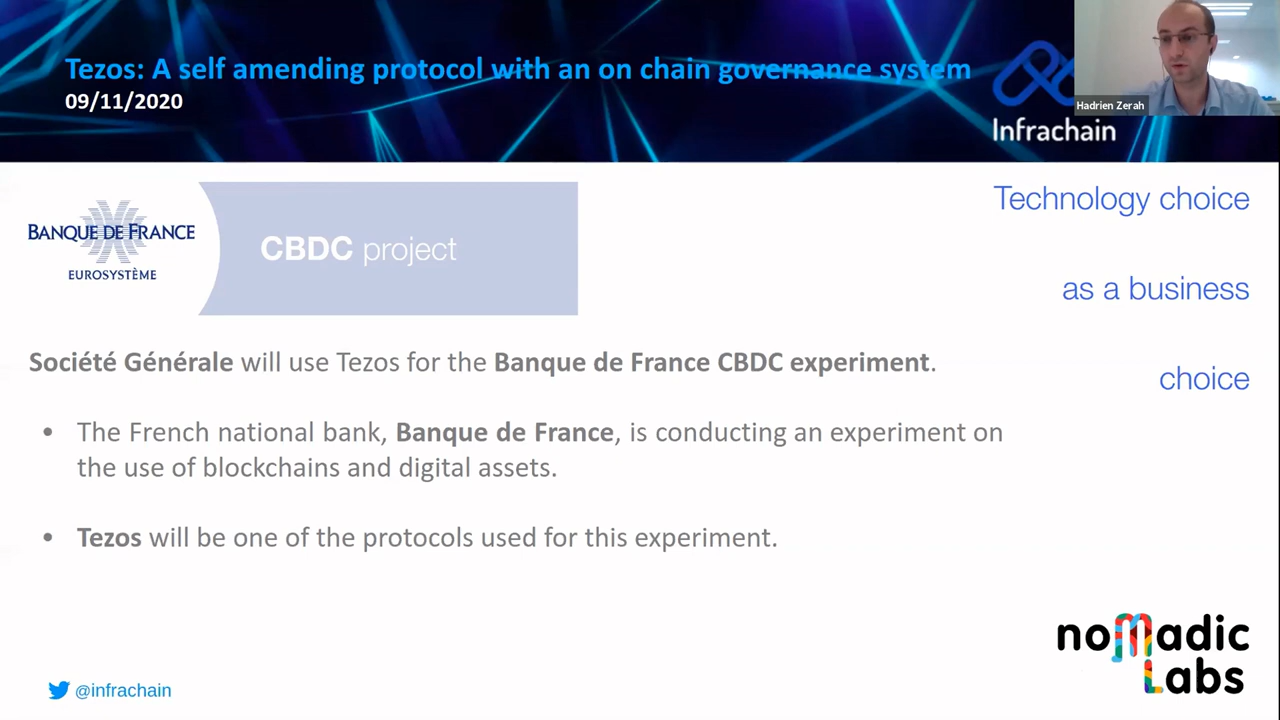 Tezos: A self amending protocol with an on chain governance system
09/11/2020
Hadrien Zerah
Infrachain
BANQUE DE FRANCE
EUROSYSTÈME
CBDC project
Technology choice
as a business
choice
Société Générale will use Tezos for the Banque de France CBDC experiment.
• The French national bank, Banque de France, is conducting an experiment on
the use of blockchains and digital assets.
• Tezos will be one of the protocols used for this experiment.
nomadic
Labs
@infrachain